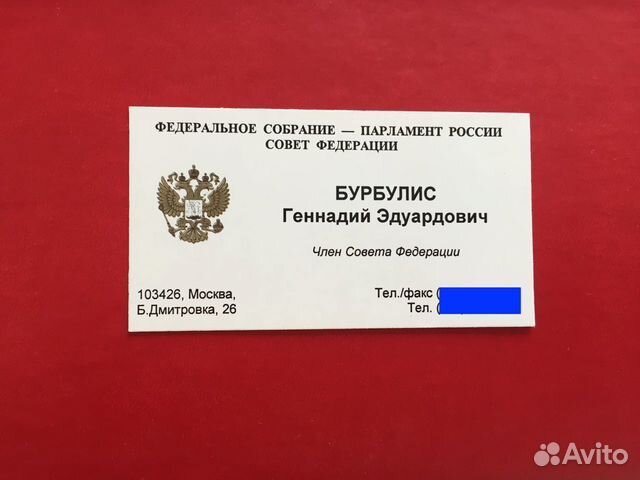 ФЕДЕРАЛЬНОЕ СОБРАНИЕ — ПАРЛАМЕНТ РОССИИ
СОВЕТ ФЕДЕРАЦИИ
БУРБУЛИС
Геннадий Эдуардович
Член Совета Федерации
103426, Москва,
Б.Дмитровка, 26
Тел./факс (
Тел. (
Avito